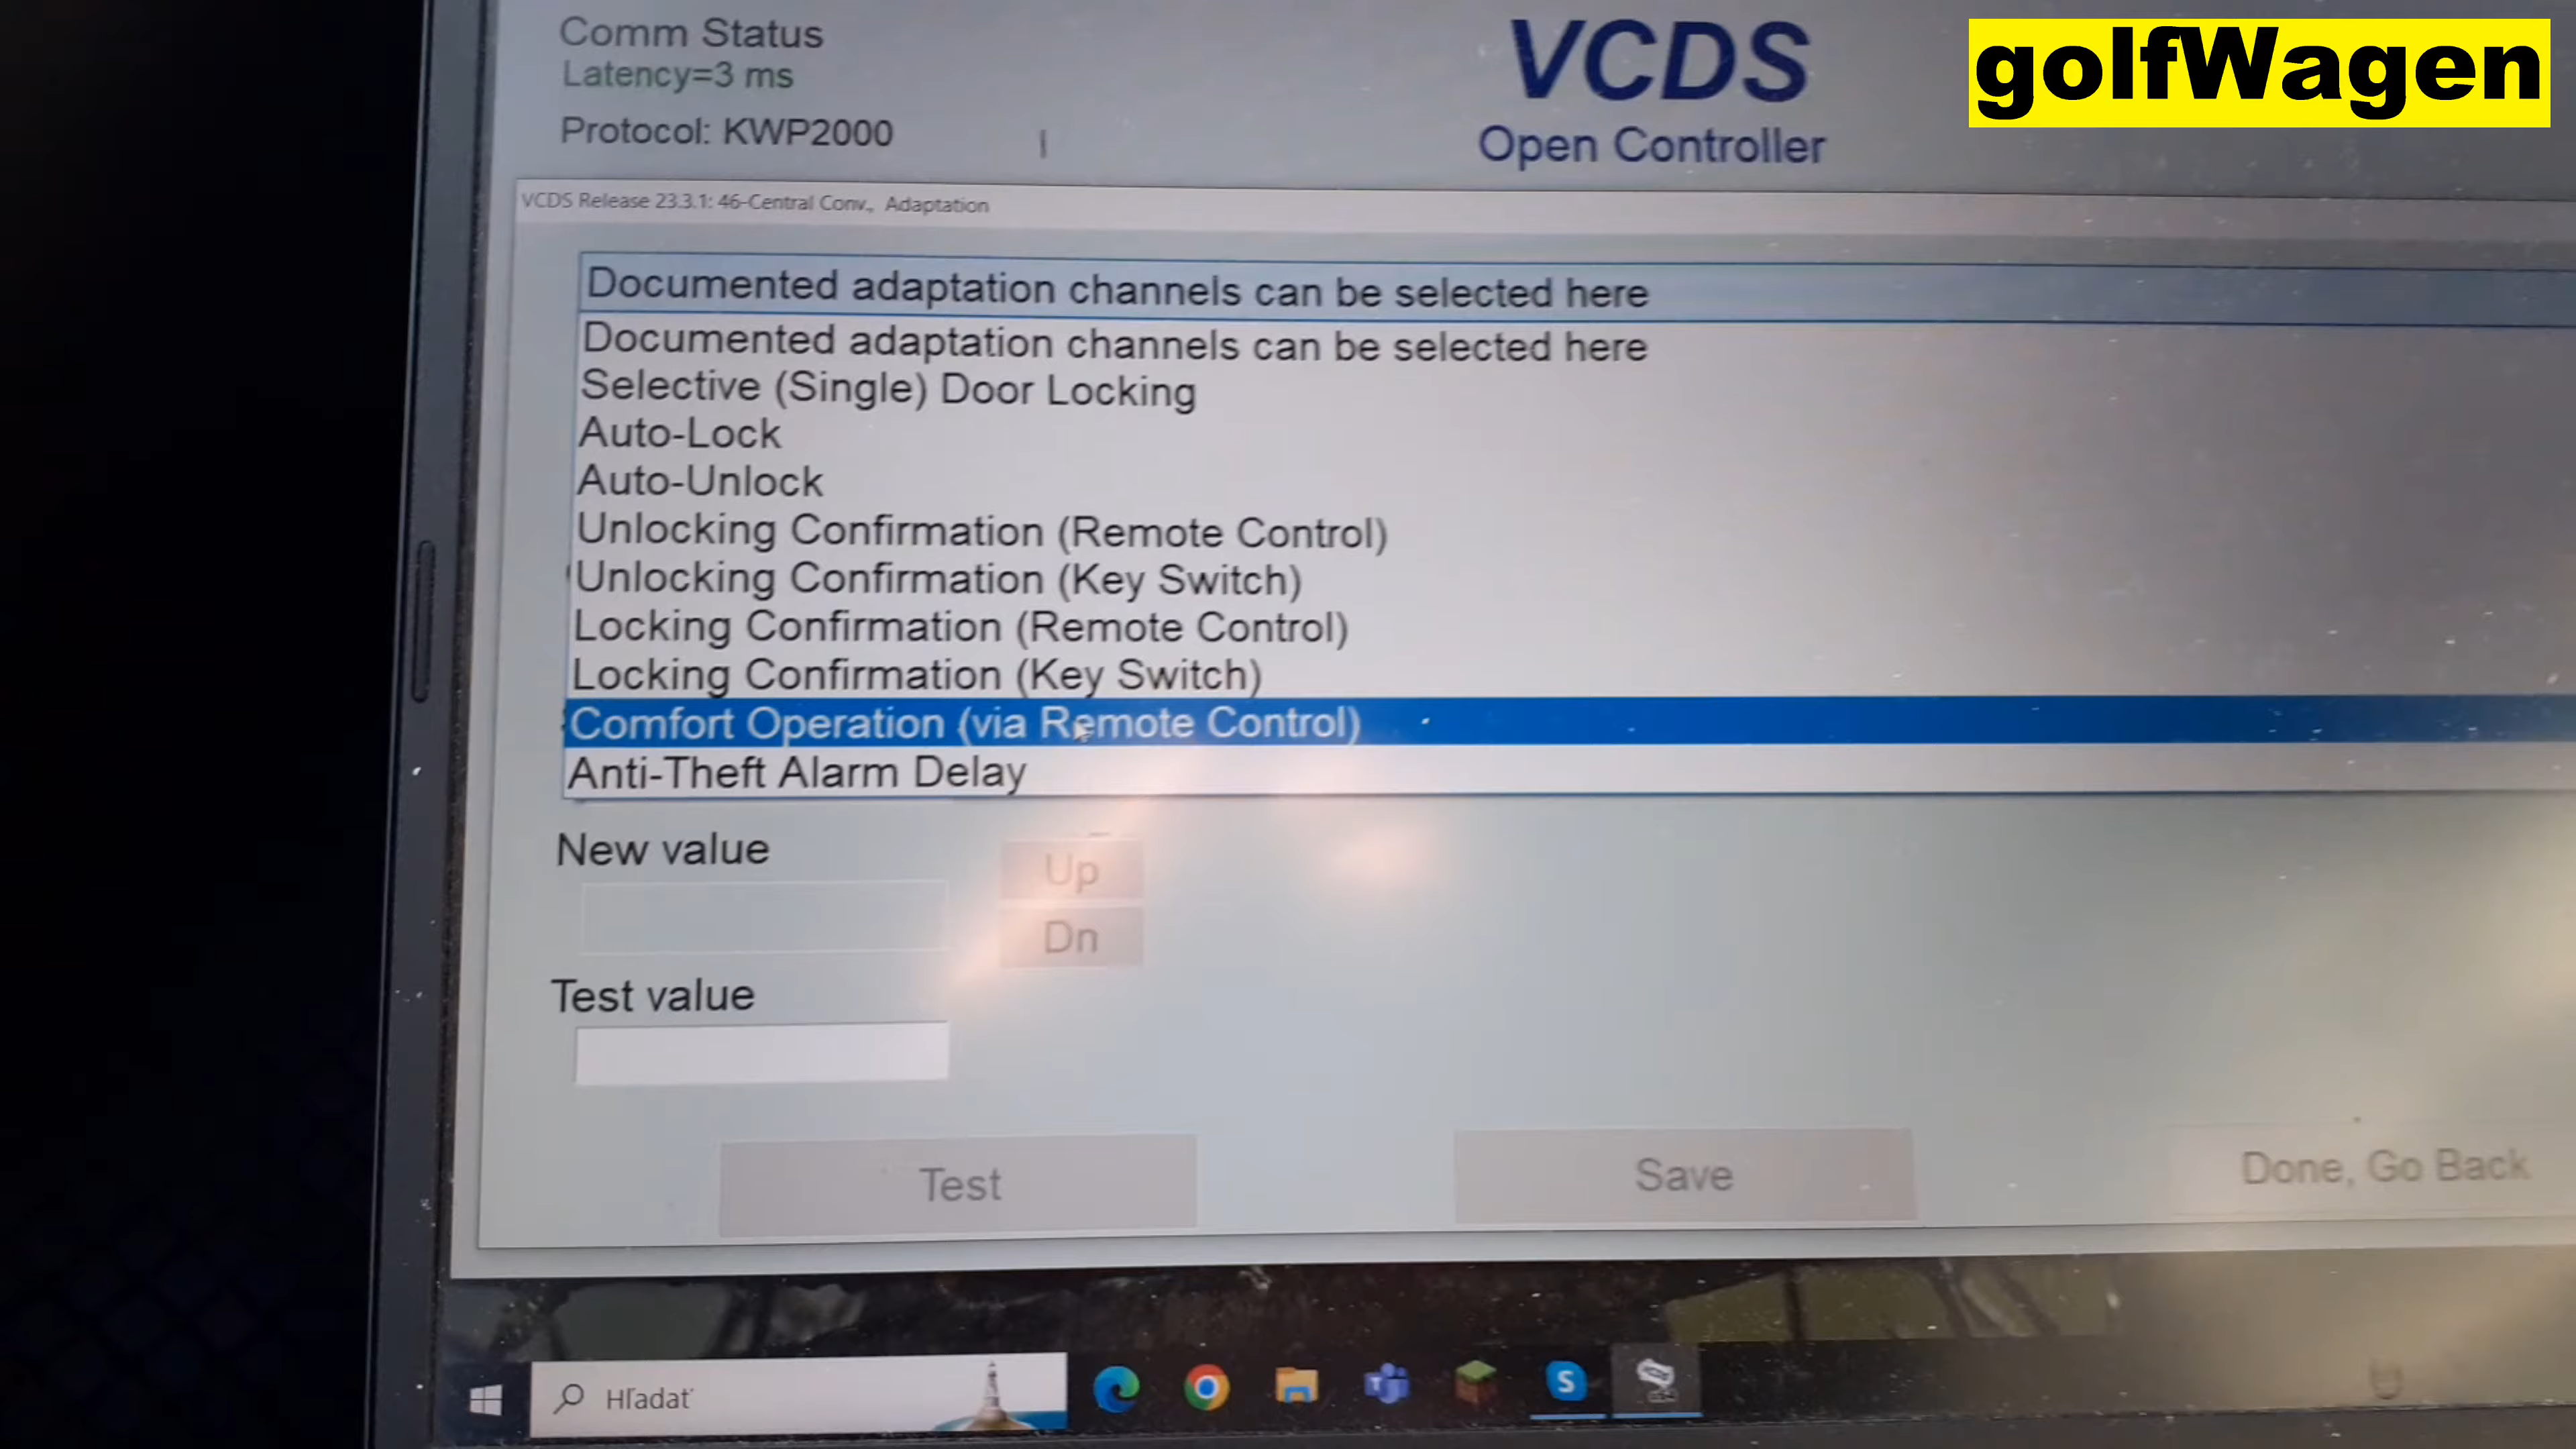 Comm Status
Latency=3 ms
Protocol: KWP2000
VCDS
Open Controller
golfWagen
VCDS Release 23.3.1: 46-Central Conv., Adaptation
Documented adaptation channels can be selected here
Documented adaptation channels can be selected here
Selective (Single) Door Locking
Auto-Lock
Auto-Unlock
Unlocking Confirmation (Remote Control)
Unlocking Confirmation (Key Switch)
Locking Confirmation (Remote Control)
Locking Confirmation (Key Switch)
Comfort Operation (via Remote Control)
Anti-Theft Alarm Delay
New value
Up
Dn
Test value
Test
Save
Done, Go Back
Hľadať